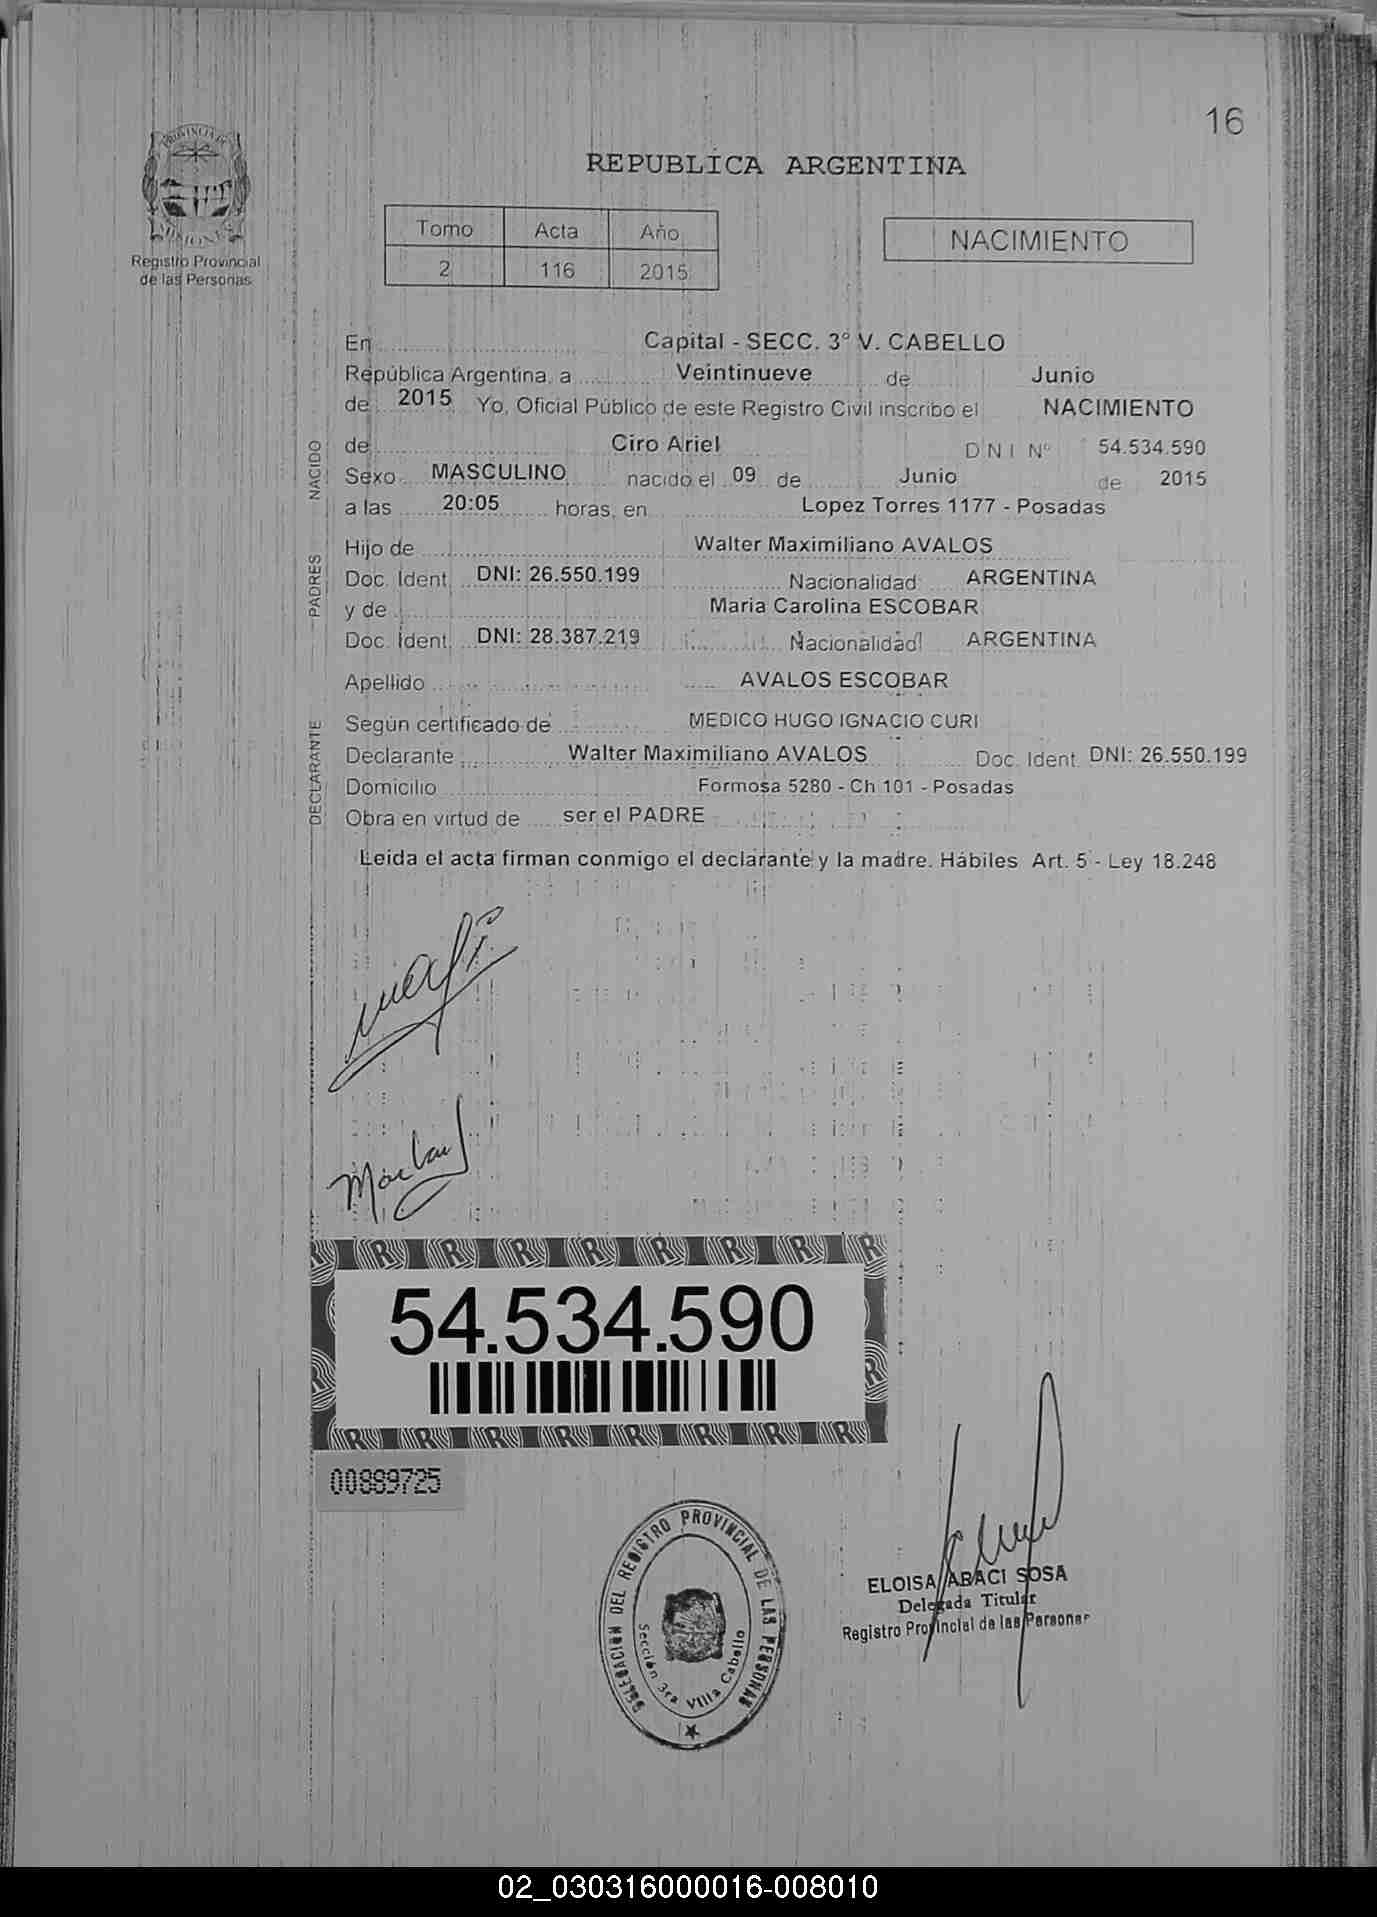 16
PROVINCIA DE
MISIONES
Registro Provincial
de las Personas
REPUBLICA ARGENTINA
Tomo Acta Año
2 116 2015
NACIMIENTO
En Capital - SECC. 3° V. CABELLO
República Argentina, a Veintinueve de Junio
de 2015 Yo, Oficial Público de este Registro Civil inscribo el NACIMIENTO
NACIDO
de Ciro Ariel D N I Nº 54.534.590
Sexo MASCULINO nacido el 09 de Junio de 2015
a las 20:05 horas, en Lopez Torres 1177 - Posadas
PADRES
Hijo de Walter Maximiliano AVALOS
Doc. Ident. DNI: 26.550.199 Nacionalidad ARGENTINA
y de Maria Carolina ESCOBAR
Doc. Ident. DNI: 28.387.219 Nacionalidad ARGENTINA
Apellido AVALOS ESCOBAR
DECLARANTE
Según certificado de MEDICO HUGO IGNACIO CURI
Declarante Walter Maximiliano AVALOS Doc. Ident. DNI: 26.550.199
Domicilio Formosa 5280 - Ch 101 - Posadas
Obra en virtud de ser el PADRE
Leida el acta firman conmigo el declarante y la madre. Hábiles Art. 5 - Ley 18.248
54.534.590
00889725
DELEGACION DEL REGISTRO PROVINCIAL DE LAS PERSONAS
Sección 3ra Villa Cabello
ELOISA ABACI SOSA
Delegada Titular
Registro Provincial de las Personas
02_030316000016-008010